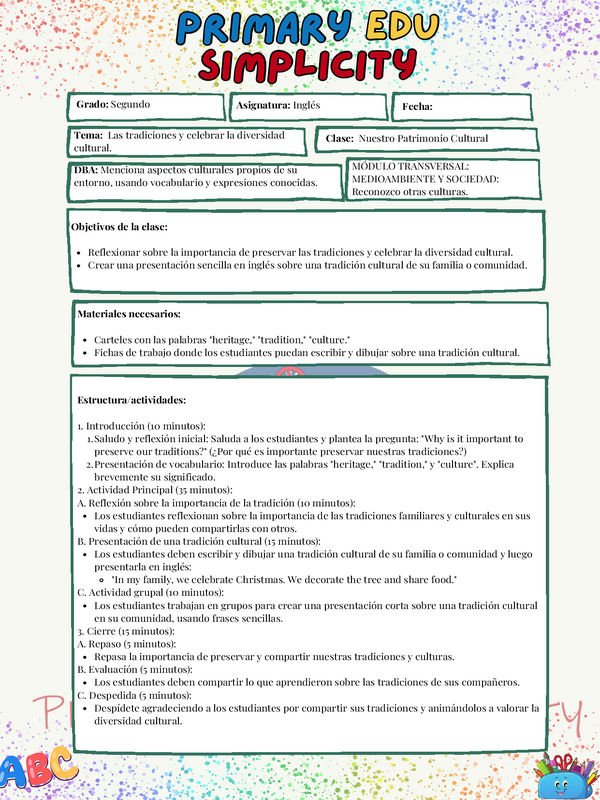 PRIMARY EDU
SIMPLICITY
Grado: Segundo
Asignatura: Inglés
Fecha:
Tema: Las tradiciones y celebrar la diversidad
cultural.
Clase: Nuestro Patrimonio Cultural
DBA: Menciona aspectos culturales propios de su
entorno, usando vocabulario y expresiones conocidas.
MÓDULO TRANSVERSAL:
MEDIOAMBIENTE Y SOCIEDAD:
Reconozco otras culturas.
Objetivos de la clase:
• Reflexionar sobre la importancia de preservar las tradiciones y celebrar la diversidad cultural.
• Crear una presentación sencilla en inglés sobre una tradición cultural de su familia o comunidad.
Materiales necesarios:
• Carteles con las palabras "heritage," "tradition," "culture."
• Fichas de trabajo donde los estudiantes puedan escribir y dibujar sobre una tradición cultural.
Estructura/actividades:
1. Introducción (10 minutos):
1. Saludo y reflexión inicial: Saluda a los estudiantes y plantea la pregunta: "Why is it important to
preserve our traditions?" (¿Por qué es importante preservar nuestras tradiciones?)
2. Presentación de vocabulario: Introduce las palabras "heritage," "tradition," y "culture". Explica
brevemente su significado.
2. Actividad Principal (35 minutos):
A. Reflexión sobre la importancia de la tradición (10 minutos):
• Los estudiantes reflexionan sobre la importancia de las tradiciones familiares y culturales en sus
vidas y cómo pueden compartirlas con otros.
B. Presentación de una tradición cultural (15 minutos):
• Los estudiantes deben escribir y dibujar una tradición cultural de su familia o comunidad y luego
presentarla en inglés:
◦ "In my family, we celebrate Christmas. We decorate the tree and share food."
C. Actividad grupal (10 minutos):
• Los estudiantes trabajan en grupos para crear una presentación corta sobre una tradición cultural
en su comunidad, usando frases sencillas.
3. Cierre (15 minutos):
A. Repaso (5 minutos):
• Repasa la importancia de preservar y compartir nuestras tradiciones y culturas.
B. Evaluación (5 minutos):
• Los estudiantes deben compartir lo que aprendieron sobre las tradiciones de sus compañeros.
C. Despedida (5 minutos):
• Despídete agradeciendo a los estudiantes por compartir sus tradiciones y animándolos a valorar la
diversidad cultural.
ABC